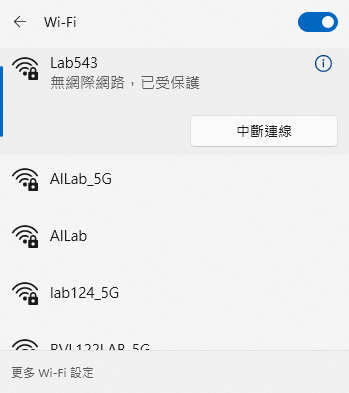 Wi-Fi
Lab543
無網際網路，已受保護
中斷連線
AILab_5G
AILab
lab124_5G
更多 Wi-Fi 設定